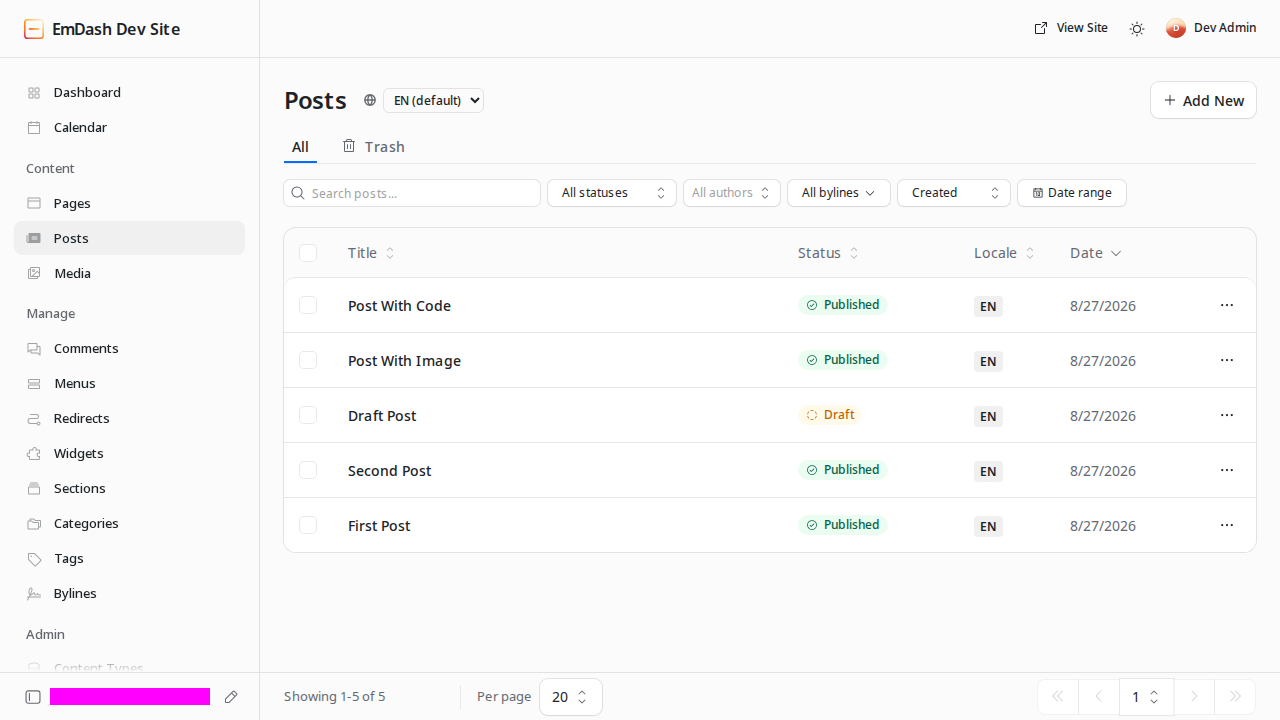 EmDash Dev Site
View Site
Dev Admin
Dashboard
Calendar
Content
Pages
Posts
Media
Manage
Comments
Menus
Redirects
Widgets
Sections
Categories
Tags
Bylines
Admin
Content Types
Posts
EN (default)
Add New
All
Trash
Search posts...
All statuses
All authors
All bylines
Created
Date range
Title Status Locale Date
Post With Code Published EN 8/27/2026 ...
Post With Image Published EN 8/27/2026 ...
Draft Post Draft EN 8/27/2026 ...
Second Post Published EN 8/27/2026 ...
First Post Published EN 8/27/2026 ...
Showing 1-5 of 5
Per page
20
1